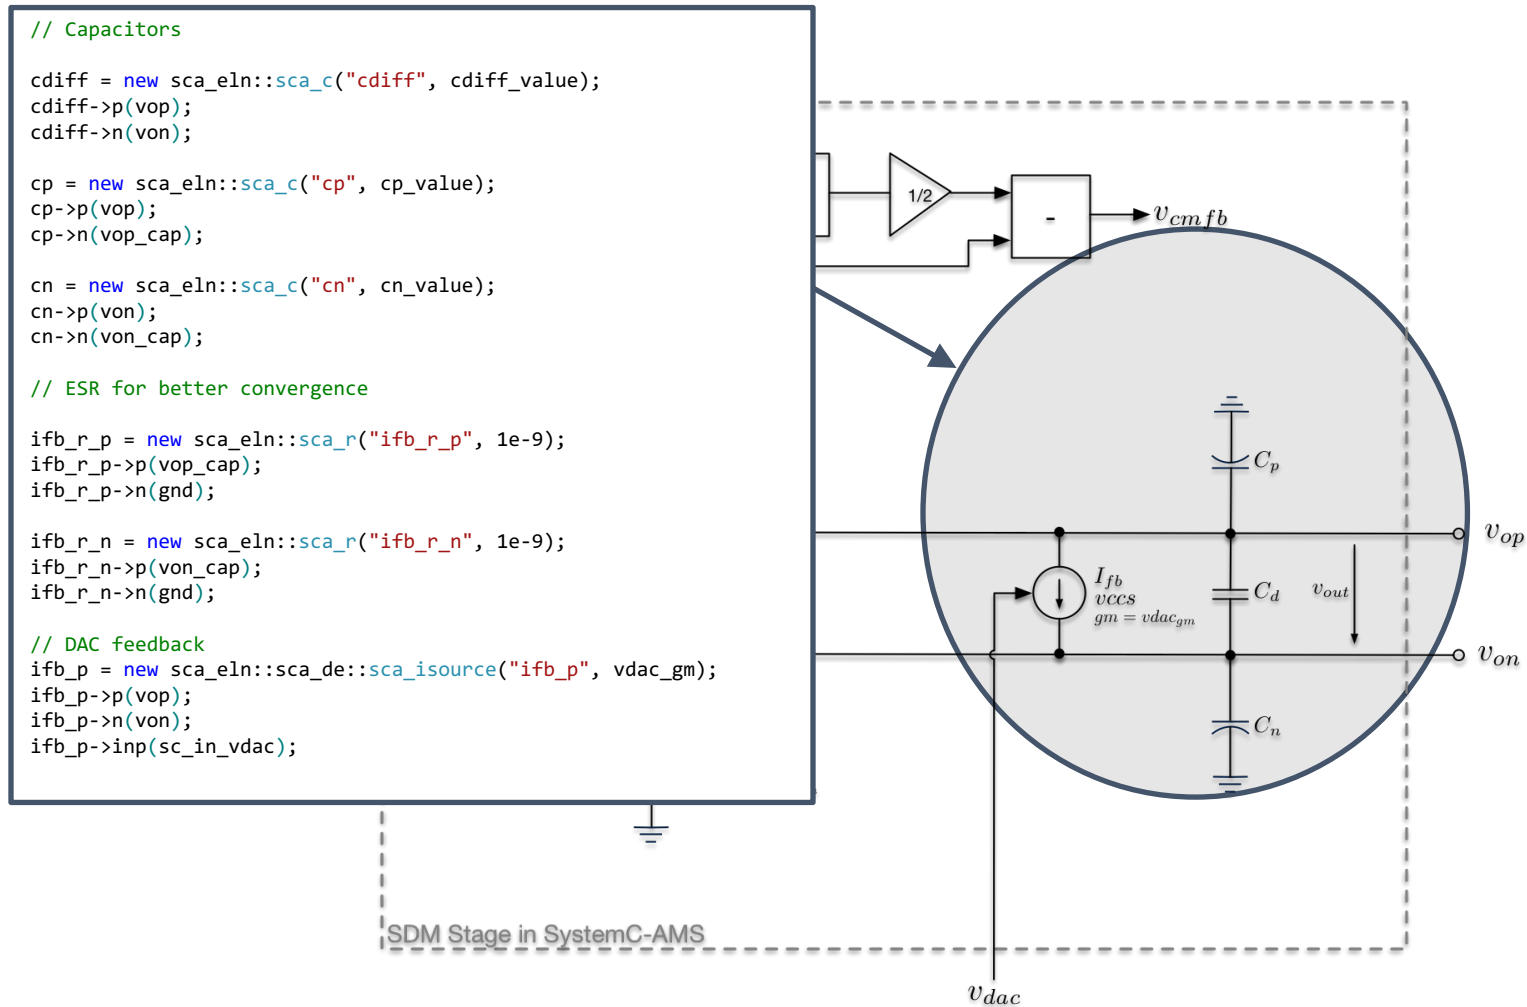 // Capacitors
cdiff = new sca_eln::sca_c("cdiff", cdiff_value);
cdiff->p(vop);
cdiff->n(von);
cp = new sca_eln::sca_c("cp", cp_value);
cp->p(vop);
cp->n(vop_cap);
cn = new sca_eln::sca_c("cn", cn_value);
cn->p(von);
cn->n(von_cap);
// ESR for better convergence
ifb_r_p = new sca_eln::sca_r("ifb_r_p", 1e-9);
ifb_r_p->p(vop_cap);
ifb_r_p->n(gnd);
ifb_r_n = new sca_eln::sca_r("ifb_r_n", 1e-9);
ifb_r_n->p(von_cap);
ifb_r_n->n(gnd);
// DAC feedback
ifb_p = new sca_eln::sca_de::sca_isource("ifb_p", vdac_gm);
ifb_p->p(vop);
ifb_p->n(von);
ifb_p->inp(sc_in_vdac);
1/2
-
v_cmfb
C_p
v_op
I_fb
vccs
gm = vdac_gm
C_d
v_out
v_on
C_n
SDM Stage in SystemC-AMS
v_dac